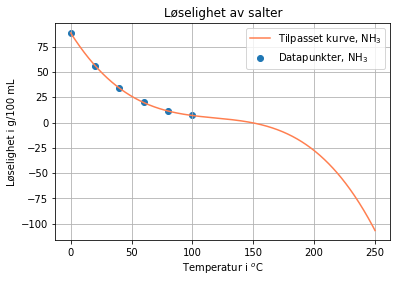 Løselighet av salter
Tilpasset kurve, NH₃
Datapunkter, NH₃
Løselighet i g/100 mL
75
50
25
0
−25
−50
−75
−100
0
50
100
150
200
250
Temperatur i °C